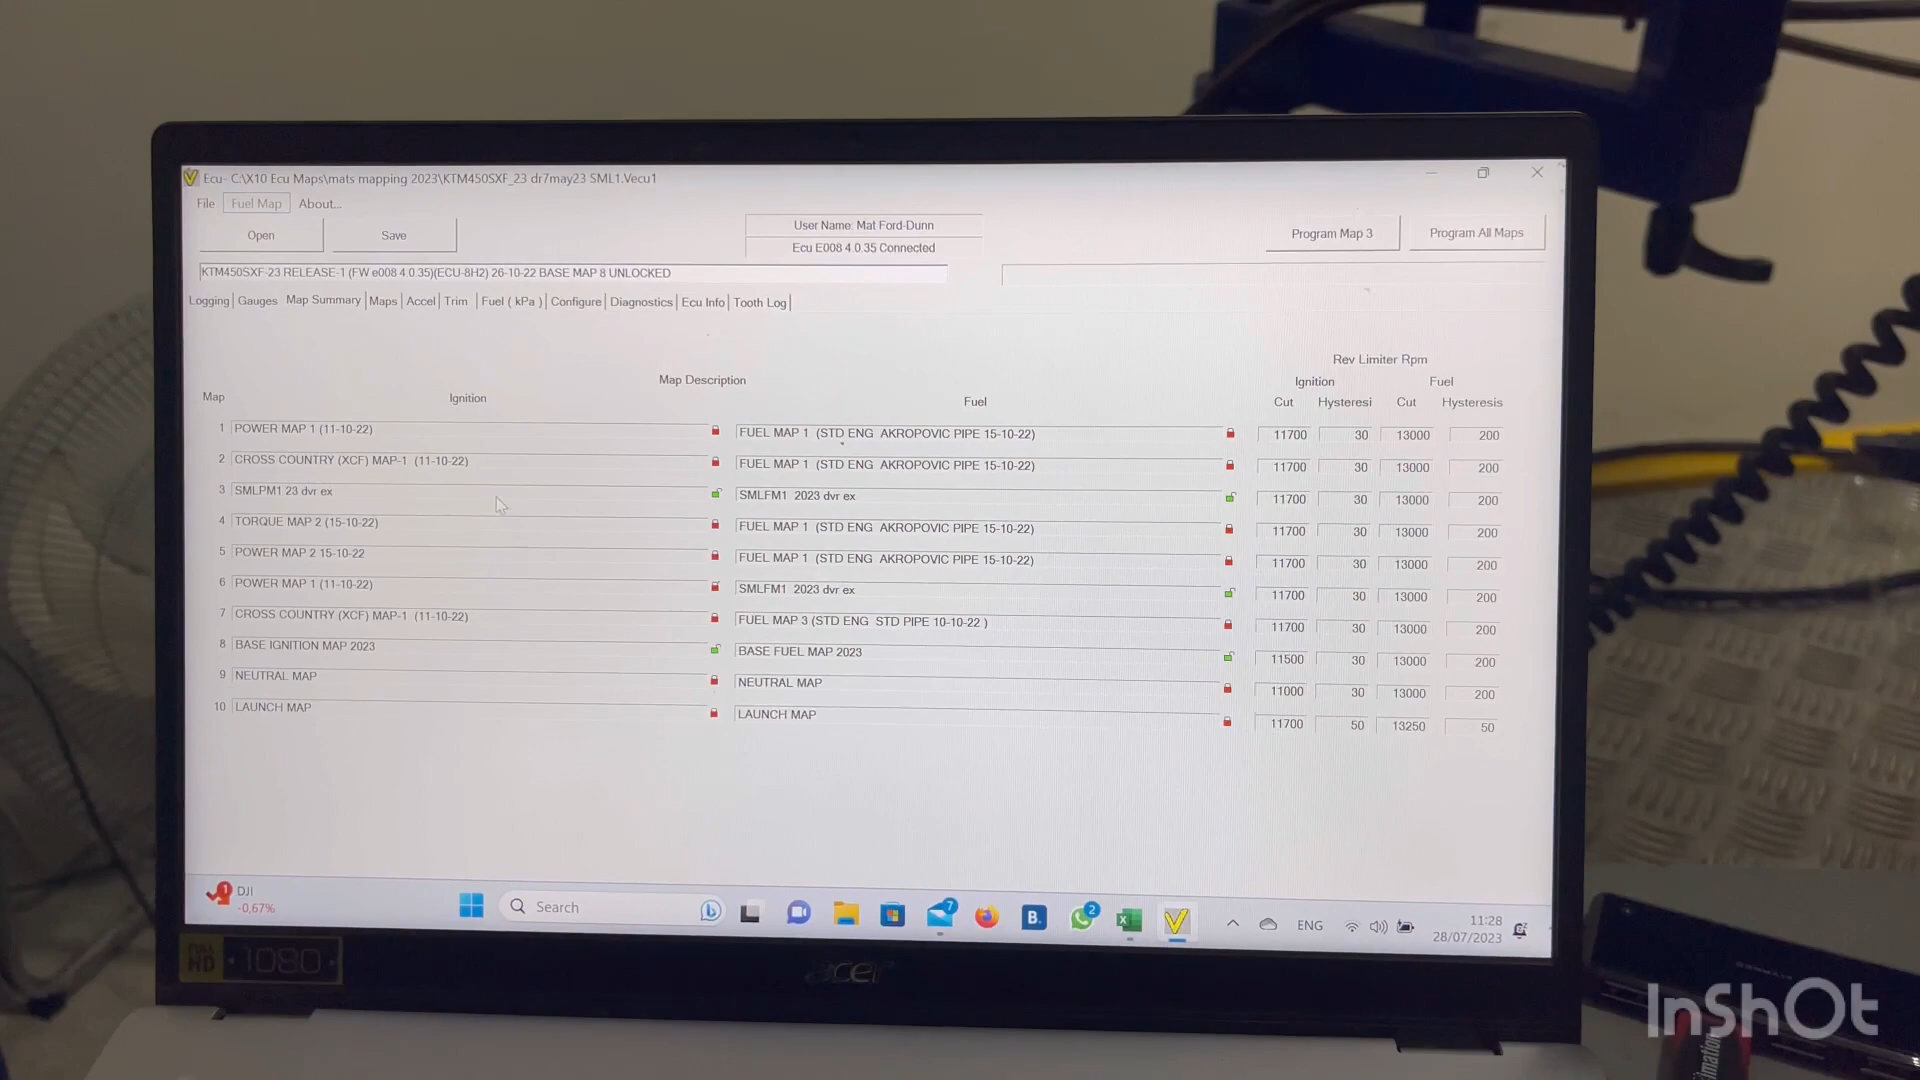 Ecu- C:\X10 Ecu Maps\mats mapping 2023\KTM450SXF_23 dr7may23 SML1.Vecu1
File Fuel Map About...
Open Save
User Name: Mat Ford-Dunn
Ecu E008 4.0.35 Connected
Program Map 3 Program All Maps
KTM450SXF-23 RELEASE-1 (FW e008 4.0.35)(ECU-8H2) 26-10-22 BASE MAP 8 UNLOCKED
Logging Gauges Map Summary Maps Accel Trim Fuel ( kPa ) Configure Diagnostics Ecu Info Tooth Log
Rev Limiter Rpm
Map Description
Ignition Fuel
Map Ignition Fuel Cut Hysteresi Cut Hysteresis
1 POWER MAP 1 (11-10-22) FUEL MAP 1 (STD ENG AKROPOVIC PIPE 15-10-22) 11700 30 13000 200
2 CROSS COUNTRY (XCF) MAP-1 (11-10-22) FUEL MAP 1 (STD ENG AKROPOVIC PIPE 15-10-22) 11700 30 13000 200
3 SMLPM1 23 dvr ex SMLFM1 2023 dvr ex 11700 30 13000 200
4 TORQUE MAP 2 (15-10-22) FUEL MAP 1 (STD ENG AKROPOVIC PIPE 15-10-22) 11700 30 13000 200
5 POWER MAP 2 15-10-22 FUEL MAP 1 (STD ENG AKROPOVIC PIPE 15-10-22) 11700 30 13000 200
6 POWER MAP 1 (11-10-22) SMLFM1 2023 dvr ex 11700 30 13000 200
7 CROSS COUNTRY (XCF) MAP-1 (11-10-22) FUEL MAP 3 (STD ENG STD PIPE 10-10-22 ) 11700 30 13000 200
8 BASE IGNITION MAP 2023 BASE FUEL MAP 2023 11500 30 13000 200
9 NEUTRAL MAP NEUTRAL MAP 11000 30 13000 200
10 LAUNCH MAP LAUNCH MAP 11700 50 13250 50
1 DJI
-0,67%
Search
7
B.
2
ENG
11:28
28/07/2023
FULL HD 1080
acer
InShOt